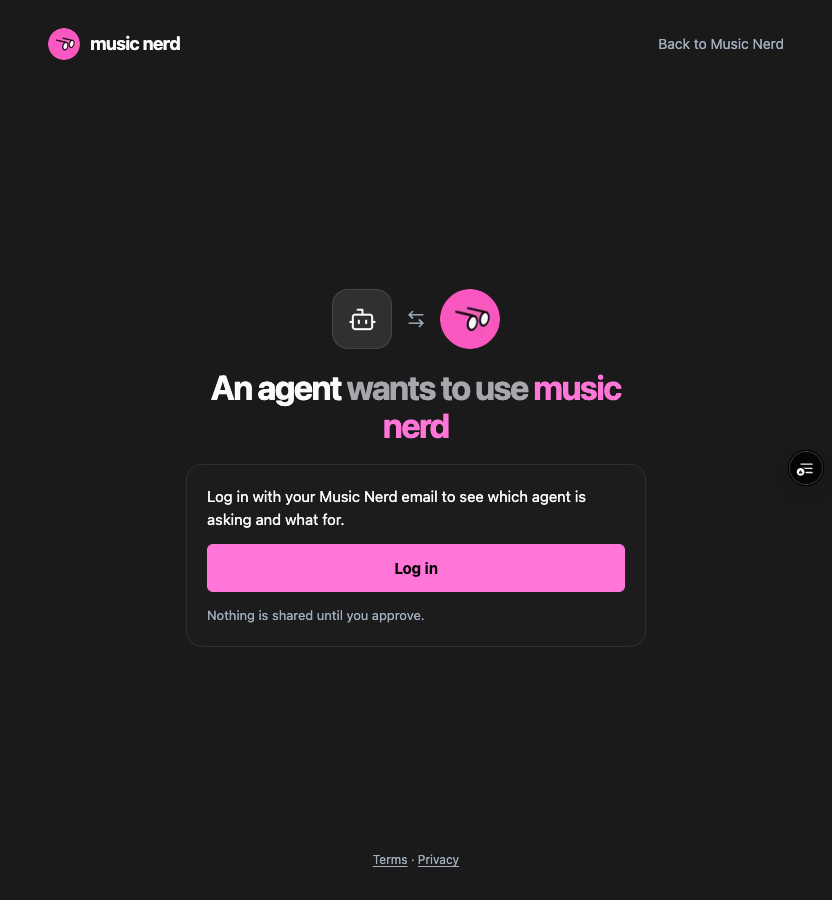 music nerd
Back to Music Nerd
An agent wants to use music
nerd
Log in with your Music Nerd email to see which agent is
asking and what for.
Log in
Nothing is shared until you approve.
Terms · Privacy